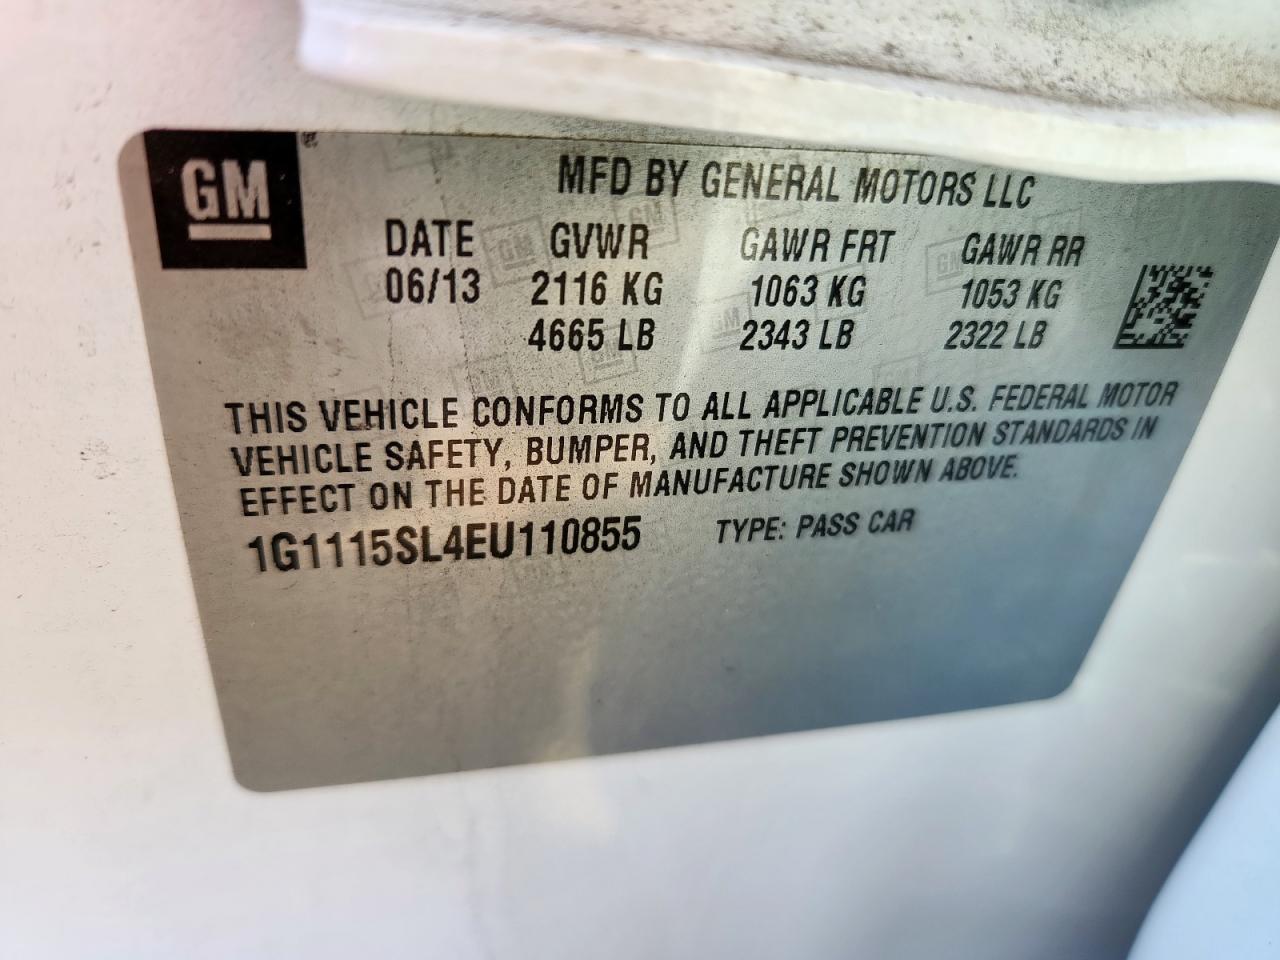 GM
MFD BY GENERAL MOTORS LLC
DATE GVWR GAWR FRT GAWR RR
06/13 2116 KG 1063 KG 1053 KG
4665 LB 2343 LB 2322 LB
THIS VEHICLE CONFORMS TO ALL APPLICABLE U.S. FEDERAL MOTOR
VEHICLE SAFETY, BUMPER, AND THEFT PREVENTION STANDARDS IN
EFFECT ON THE DATE OF MANUFACTURE SHOWN ABOVE.
1G1115SL4EU110855 TYPE: PASS CAR